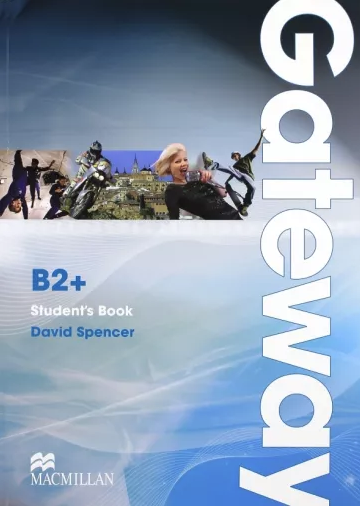 Gateway
B2+
Student's Book
David Spencer
MACMILLAN